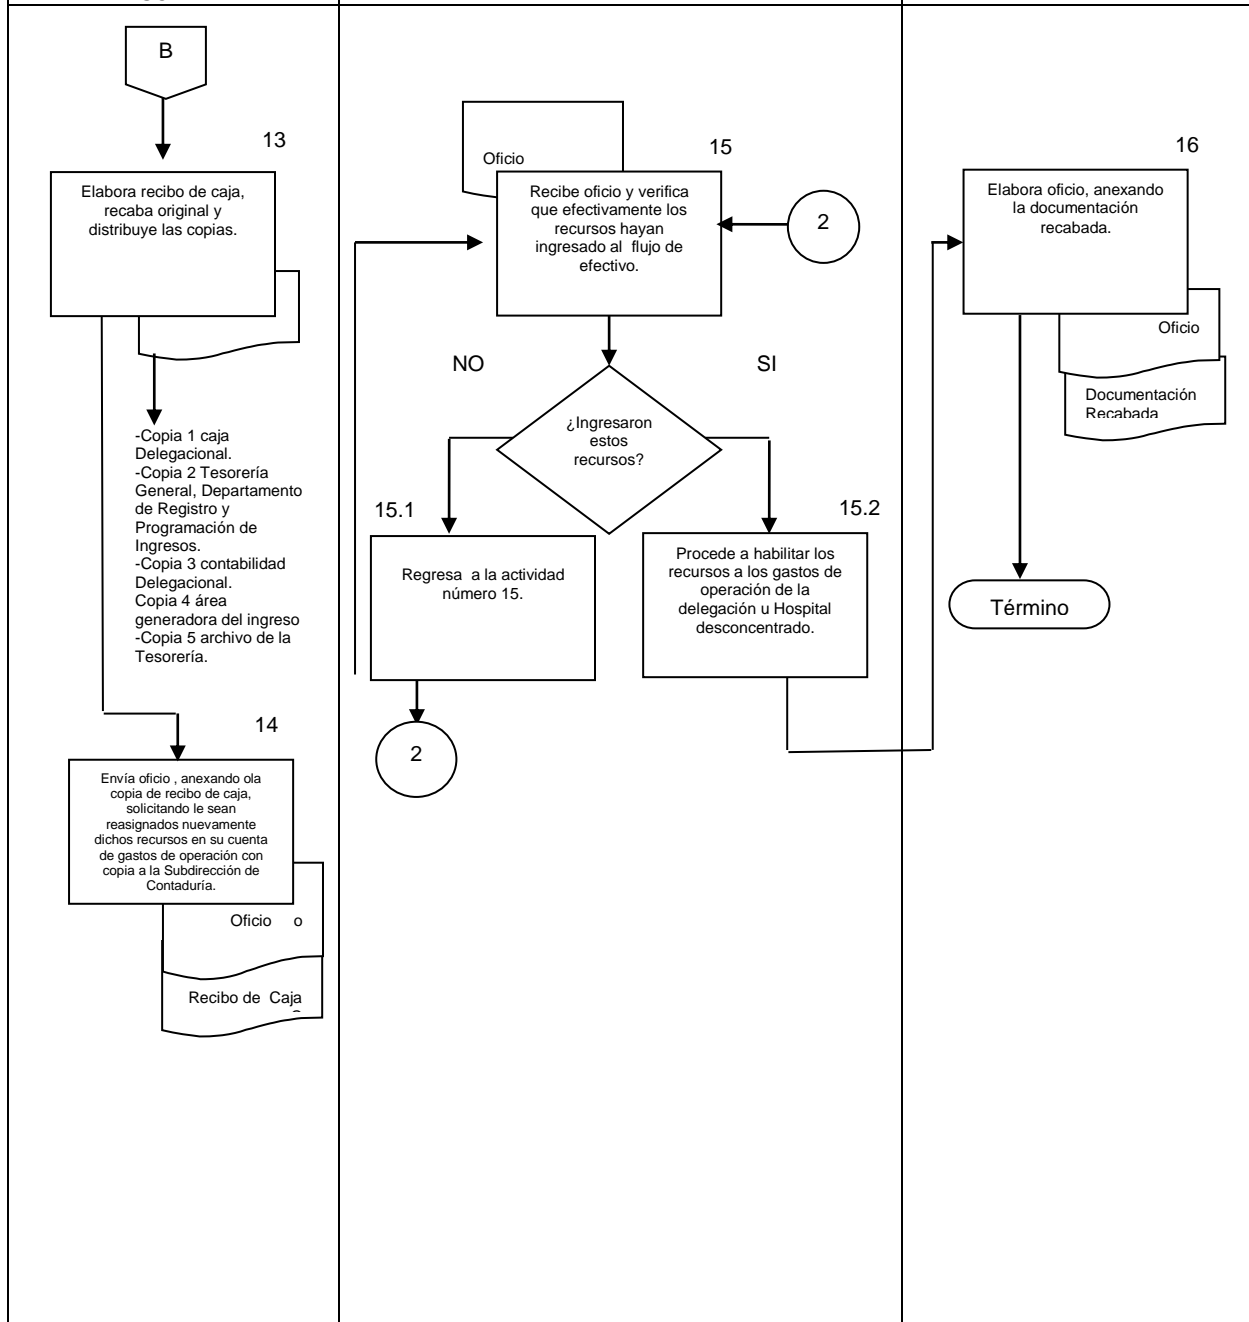 B
13
Elabora recibo de caja,
recaba original y
distribuye las copias.
-Copia 1 caja
Delegacional.
-Copia 2 Tesorería
General, Departamento
de Registro y
Programación de
Ingresos.
-Copia 3 contabilidad
Delegacional.
Copia 4 área
generadora del ingreso
-Copia 5 archivo de la
Tesorería.
14
Envía oficio , anexando ola
copia de recibo de caja,
solicitando le sean
reasignados nuevamente
dichos recursos en su cuenta
de gastos de operación con
copia a la Subdirección de
Contaduría.
Oficio o
Recibo de Caja
Oficio
15
Recibe oficio y verifica
que efectivamente los
recursos hayan
ingresado al flujo de
efectivo.
2
NO
SI
¿Ingresaron
estos
recursos?
15.1
Regresa a la actividad
número 15.
2
15.2
Procede a habilitar los
recursos a los gastos de
operación de la
delegación u Hospital
desconcentrado.
16
Elabora oficio, anexando
la documentación
recabada.
Oficio
Documentación
Recabada
Término